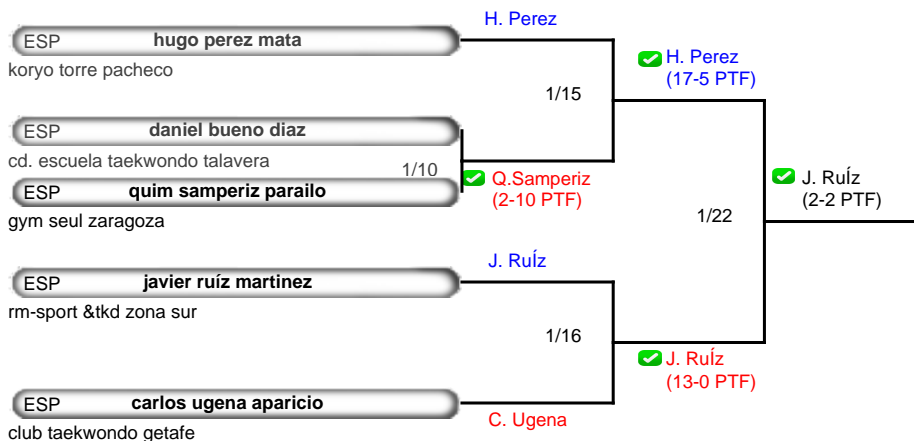 H. Perez
ESP hugo perez mata
koryo torre pacheco
H. Perez
(17-5 PTF)
1/15
ESP daniel bueno diaz
cd. escuela taekwondo talavera
1/10
Q.Samperiz
(2-10 PTF)
ESP quim samperiz parailo
gym seul zaragoza
J. RuÍz
(2-2 PTF)
1/22
J. RuÍz
ESP javier ruíz martinez
rm-sport &tkd zona sur
1/16
J. RuÍz
(13-0 PTF)
ESP carlos ugena aparicio
C. Ugena
club taekwondo getafe